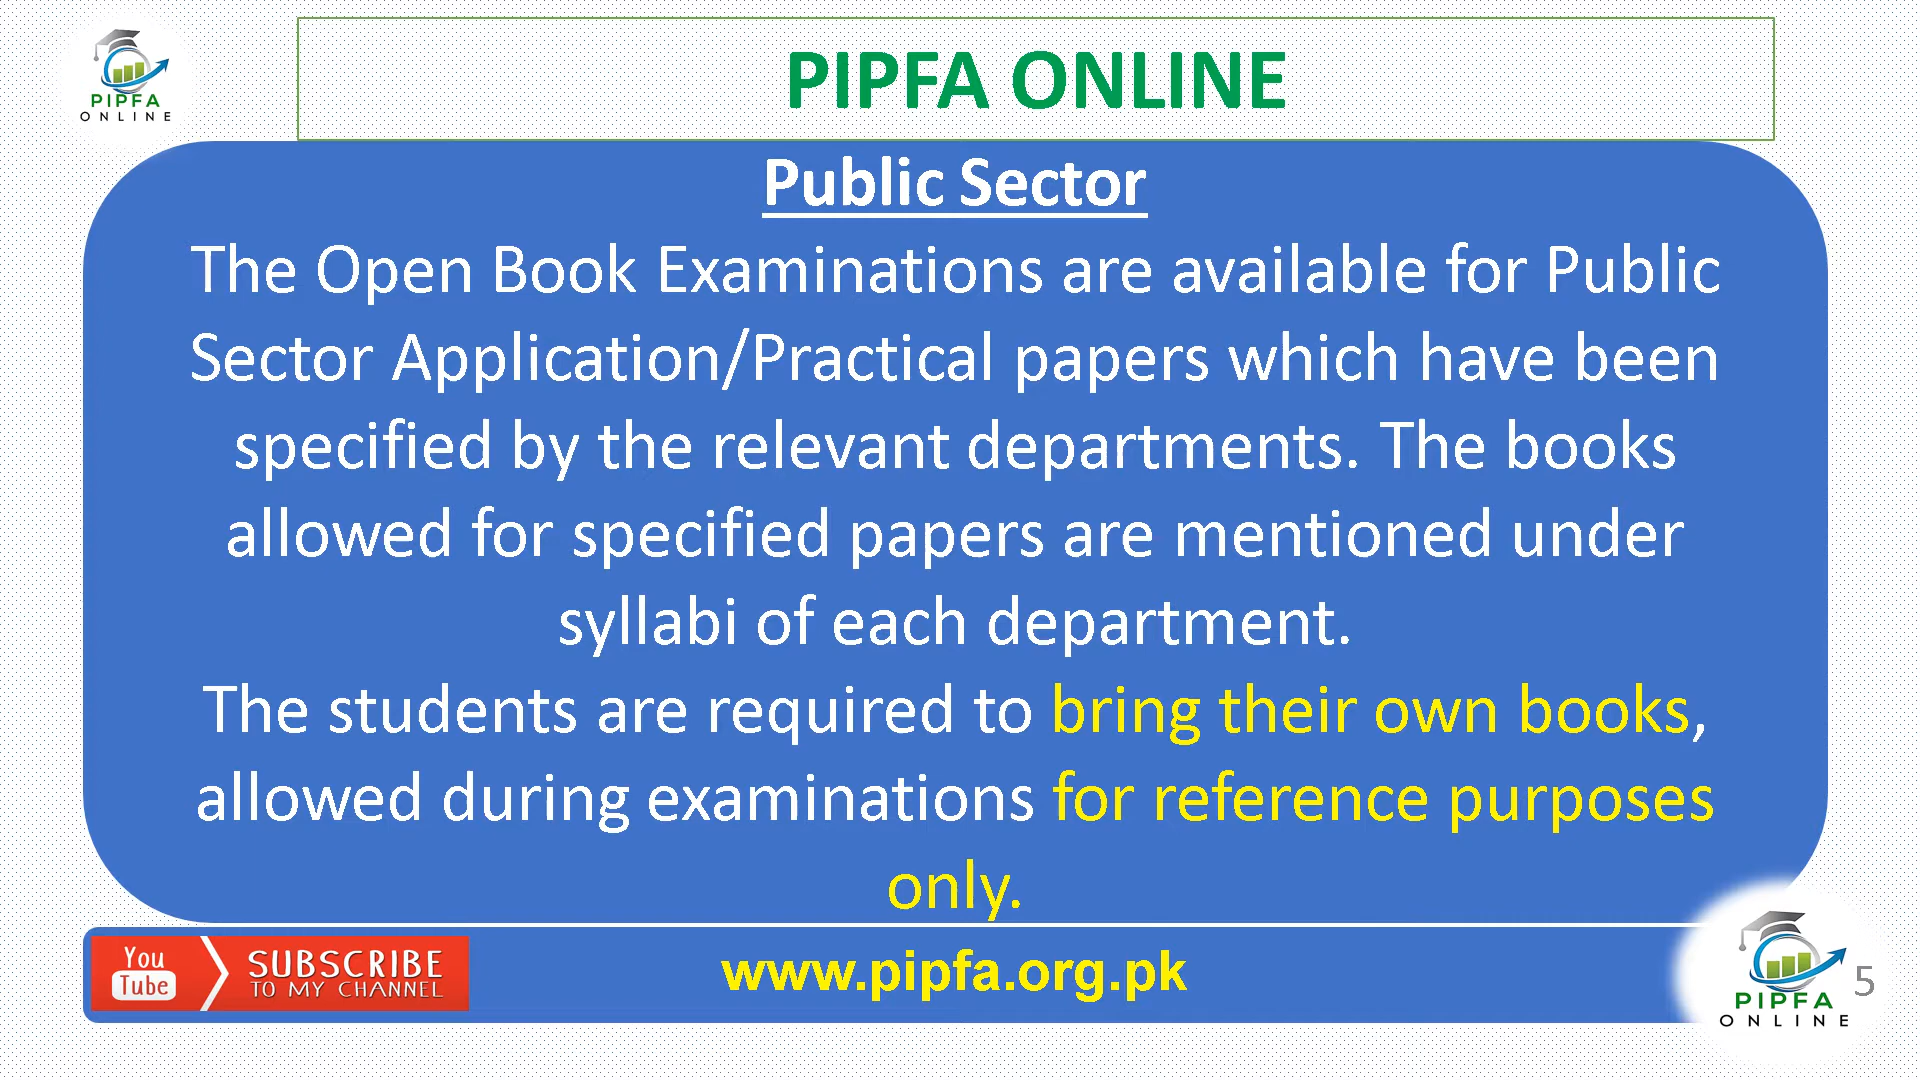 PIPFA
ONLINE
PIPFA ONLINE
Public Sector
The Open Book Examinations are available for Public
Sector Application/Practical papers which have been
specified by the relevant departments. The books
allowed for specified papers are mentioned under
syllabi of each department.
The students are required to bring their own books,
allowed during examinations for reference purposes
only.
You
Tube
SUBSCRIBE
TO MY CHANNEL
www.pipfa.org.pk
PIPFA
ONLINE
5